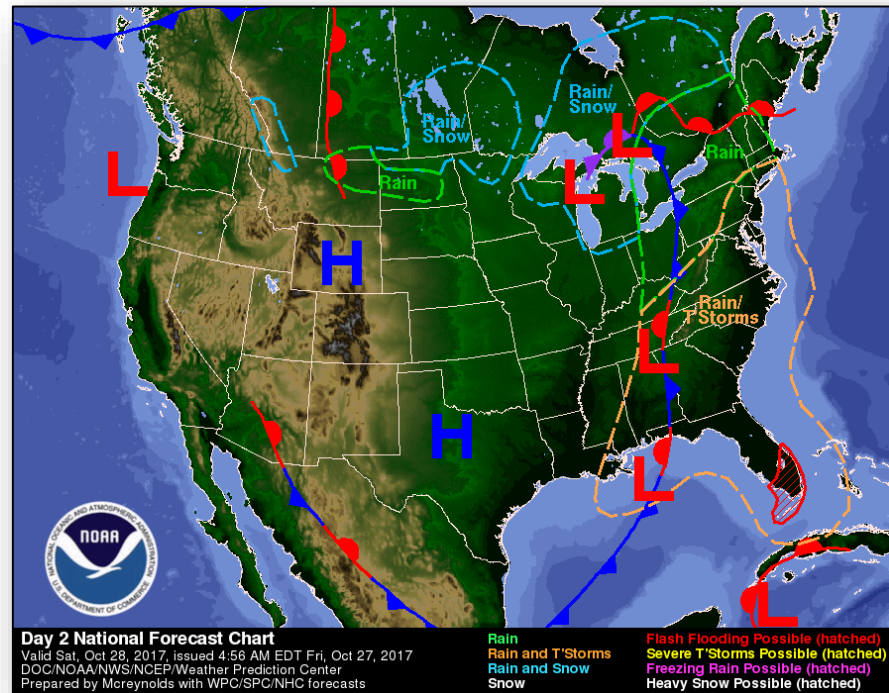 Rain/
Snow
Rain/
Snow
Rain
Rain
L
L
L
H
Rain/
T'Storms
L
H
L
L
NATIONAL OCEANIC AND ATMOSPHERIC ADMINISTRATION
NOAA
U.S. DEPARTMENT OF COMMERCE
Day 2 National Forecast Chart
Valid Sat, Oct 28, 2017, issued 4:56 AM EDT Fri, Oct 27, 2017
DOC/NOAA/NWS/NCEP/Weather Prediction Center
Prepared by Mcreynolds with WPC/SPC/NHC forecasts
Rain
Rain and T'Storms
Rain and Snow
Snow
Flash Flooding Possible (hatched)
Severe T'Storms Possible (hatched)
Freezing Rain Possible (hatched)
Heavy Snow Possible (hatched)